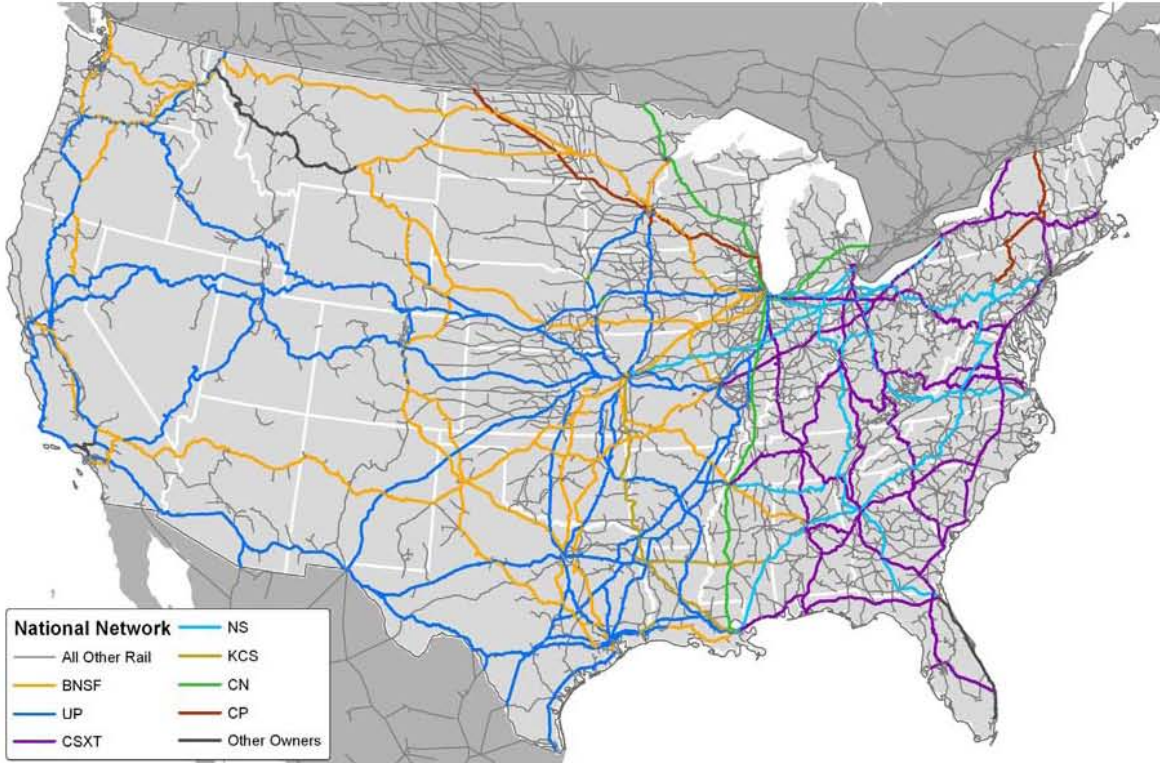 National Network
All Other Rail
BNSF
UP
CSXT
NS
KCS
CN
CP
Other Owners